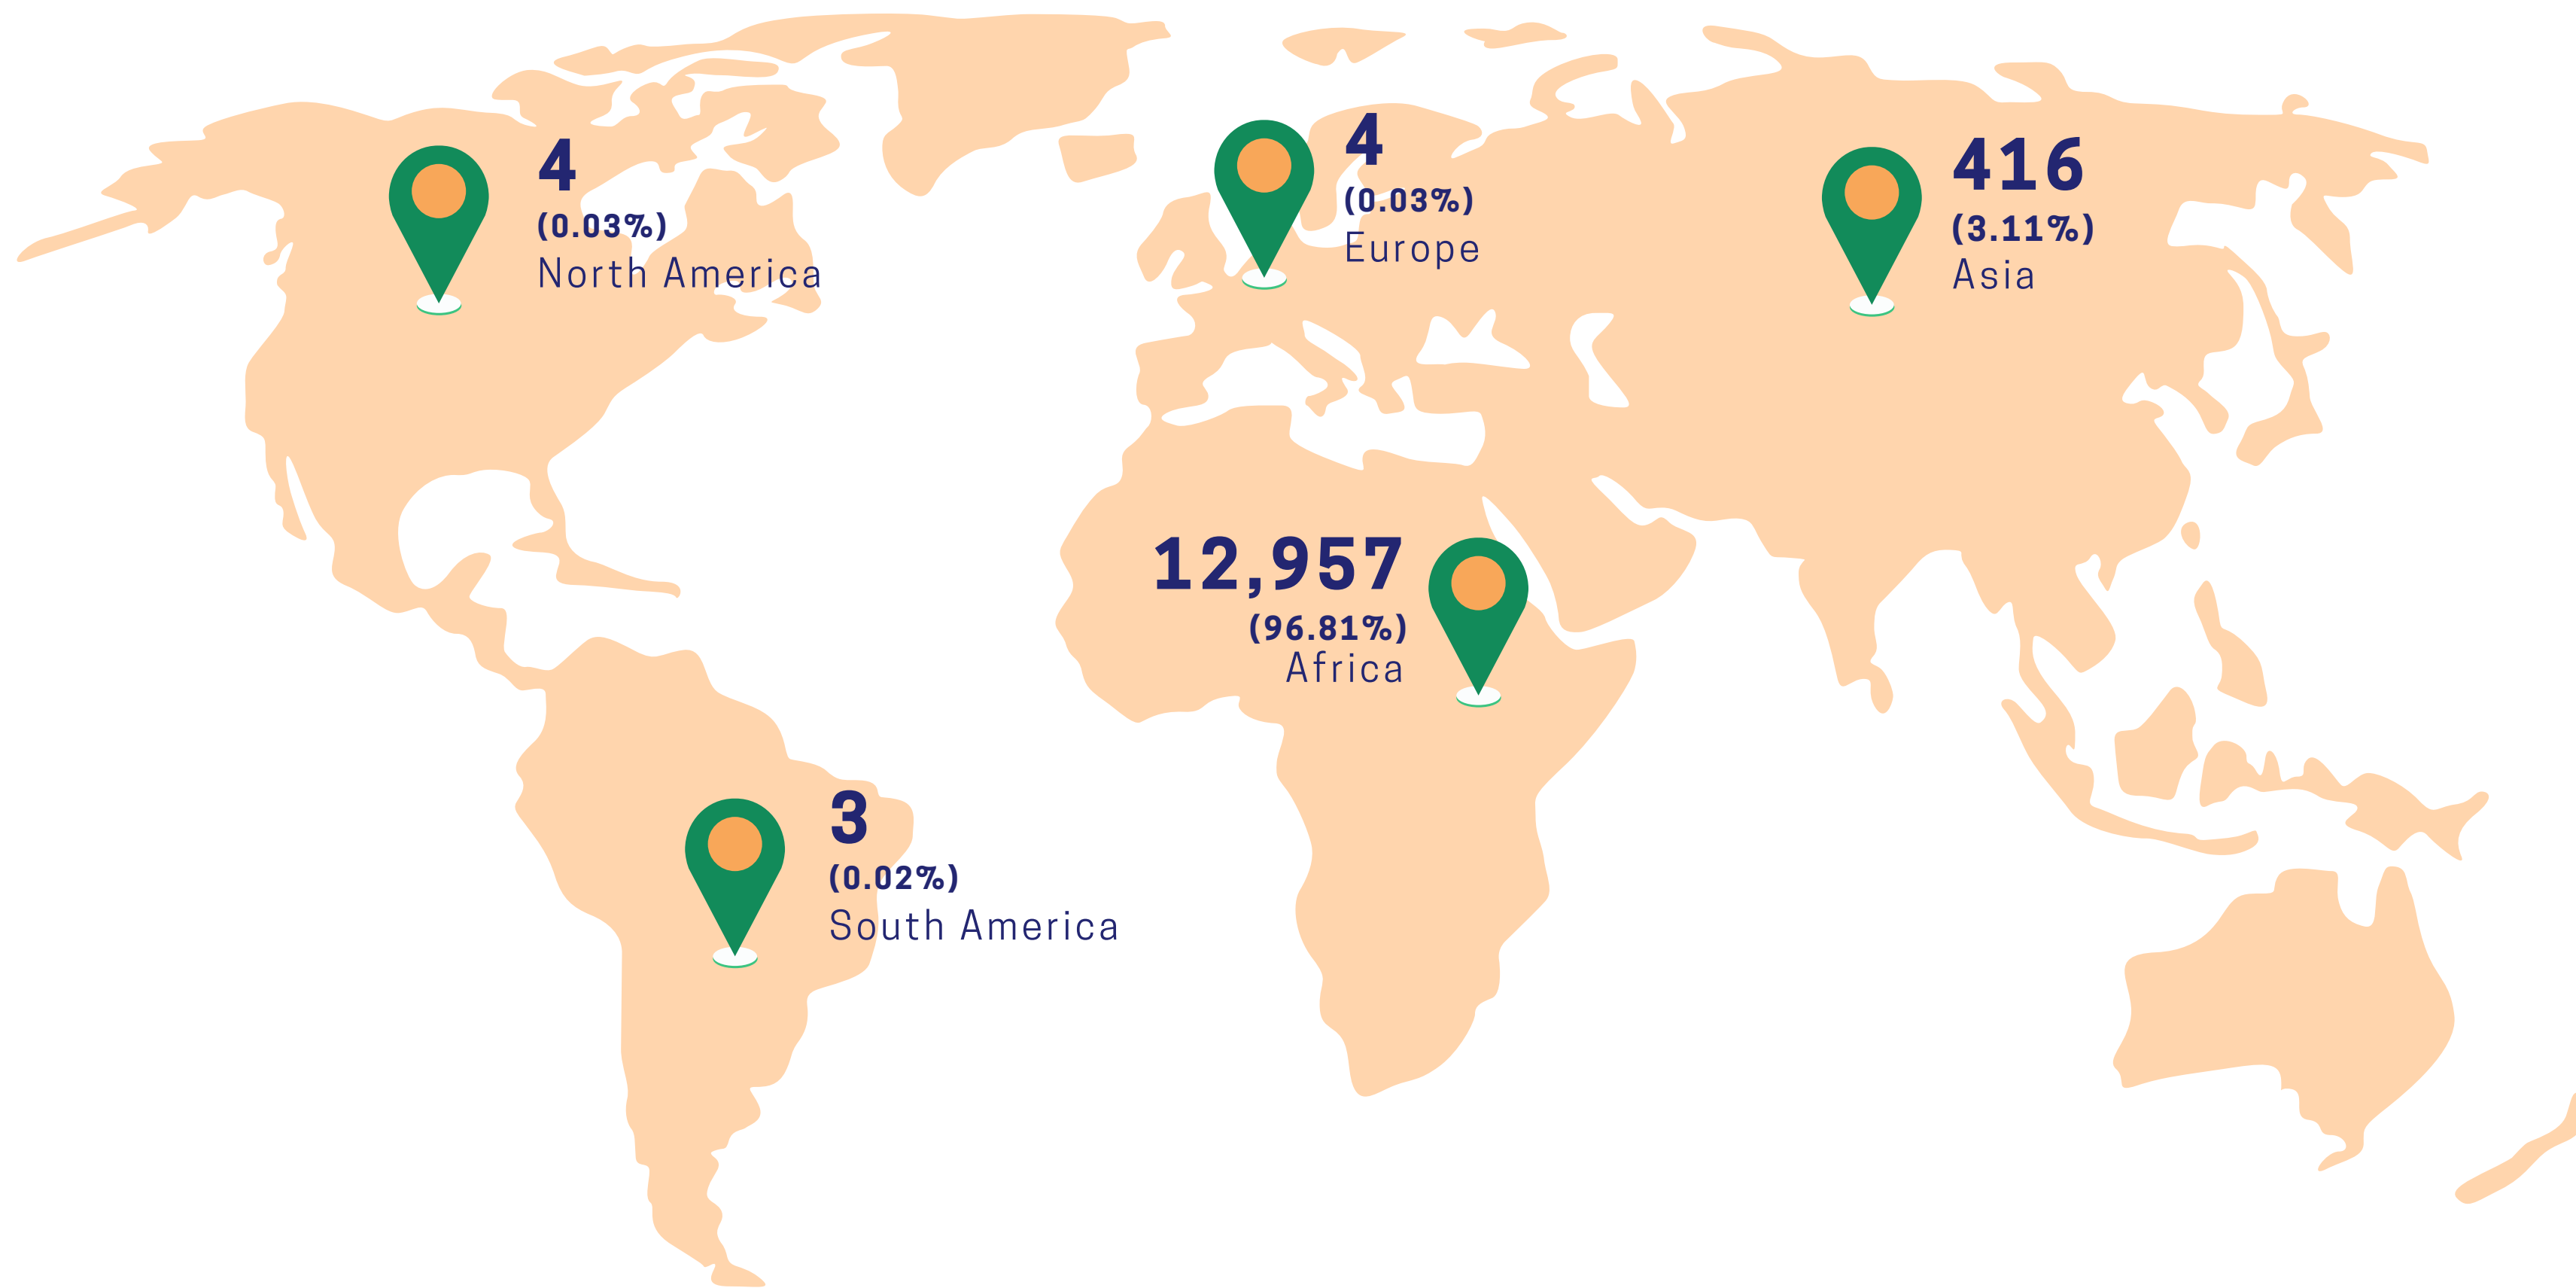 4
(0.03%)
North America
4
(0.03%)
Europe
416
(3.11%)
Asia
12,957
(96.81%)
Africa
3
(0.02%)
South America